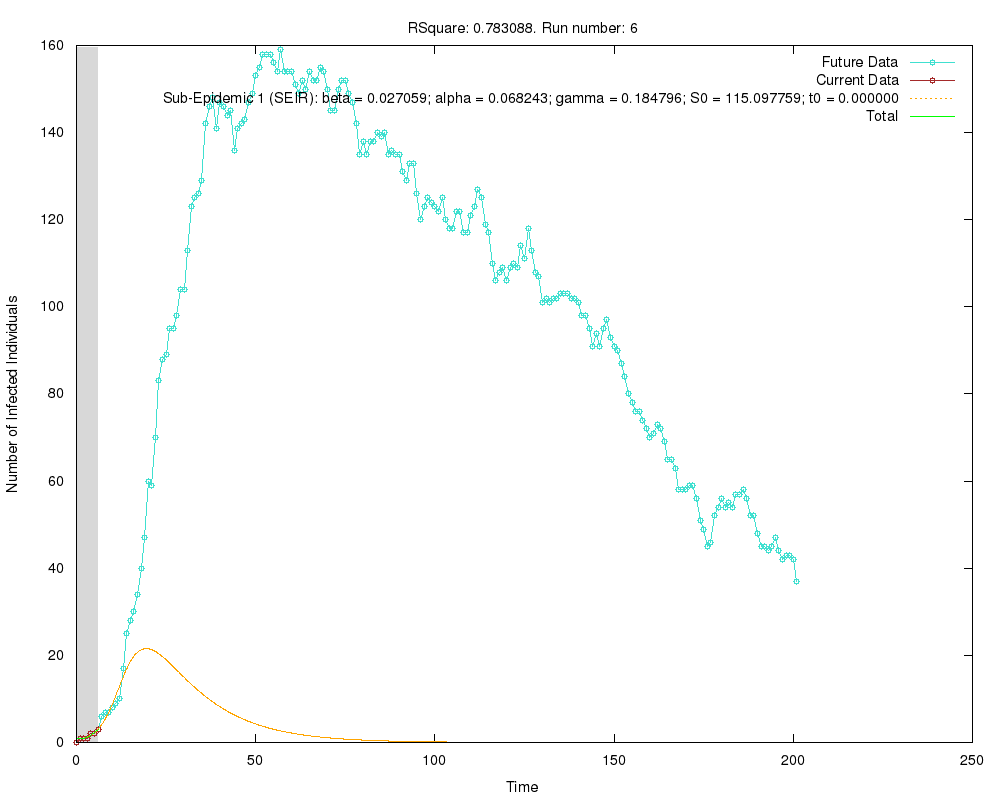 RSquare: 0.783088. Run number: 6
Future Data
Current Data
Sub-Epidemic 1 (SEIR): beta = 0.027059; alpha = 0.068243; gamma = 0.184796; S0 = 115.097759; t0 = 0.000000
Total
160
140
120
100
80
60
40
20
0
Number of Infected Individuals
0 50 100 150 200 250
Time